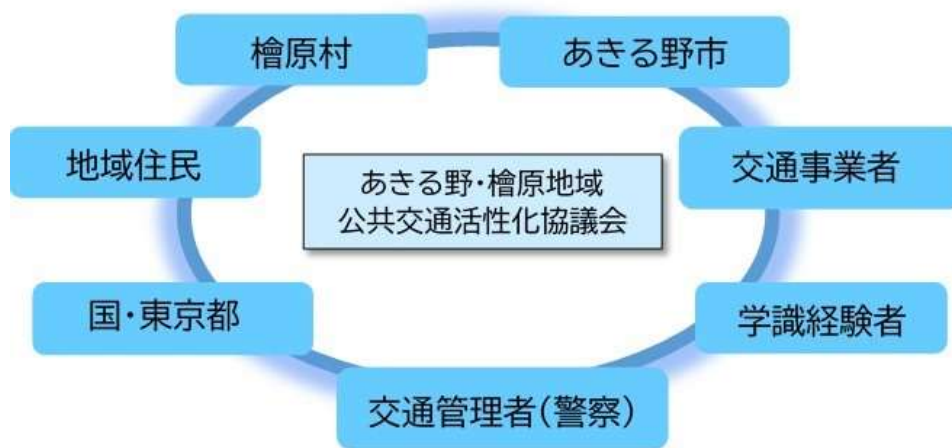 檜原村
あきる野市
地域住民
交通事業者
あきる野・檜原地域
公共交通活性化協議会
国・東京都
学識経験者
交通管理者(警察)